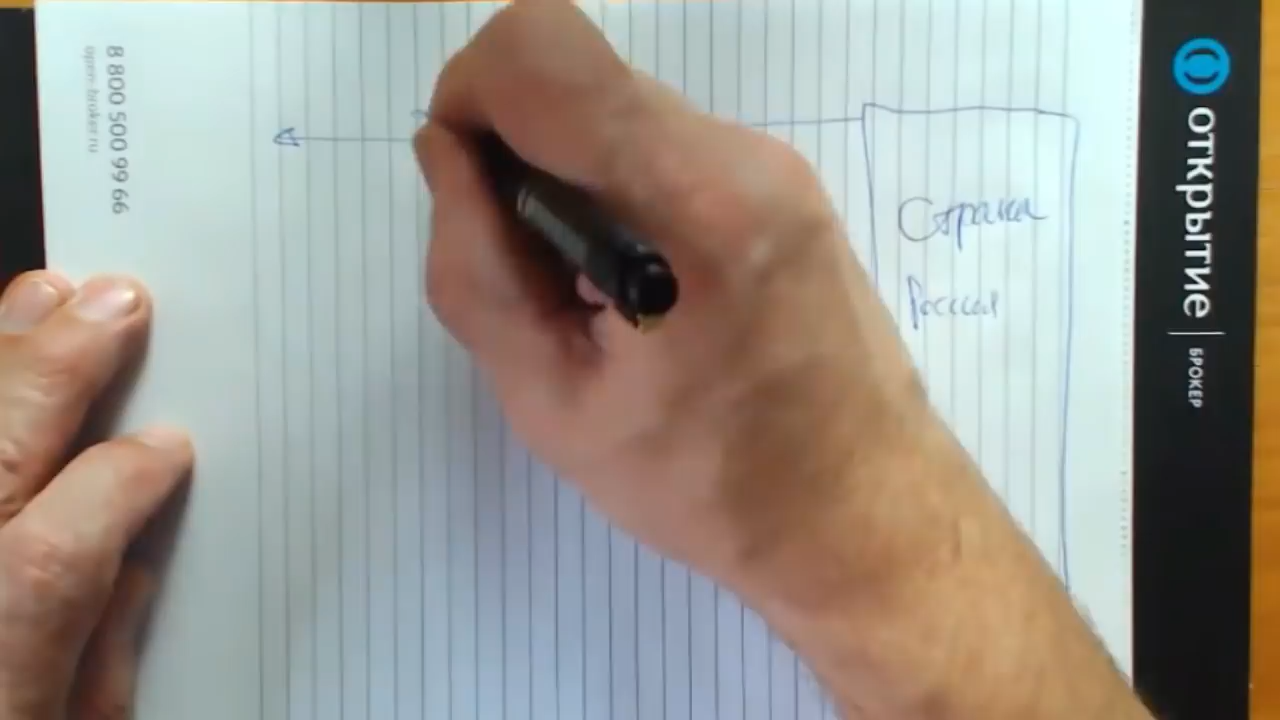 8 800 500 99 66
open-broker.ru
Страна
Россия
ОТКРЫТИЕ
БРОКЕР